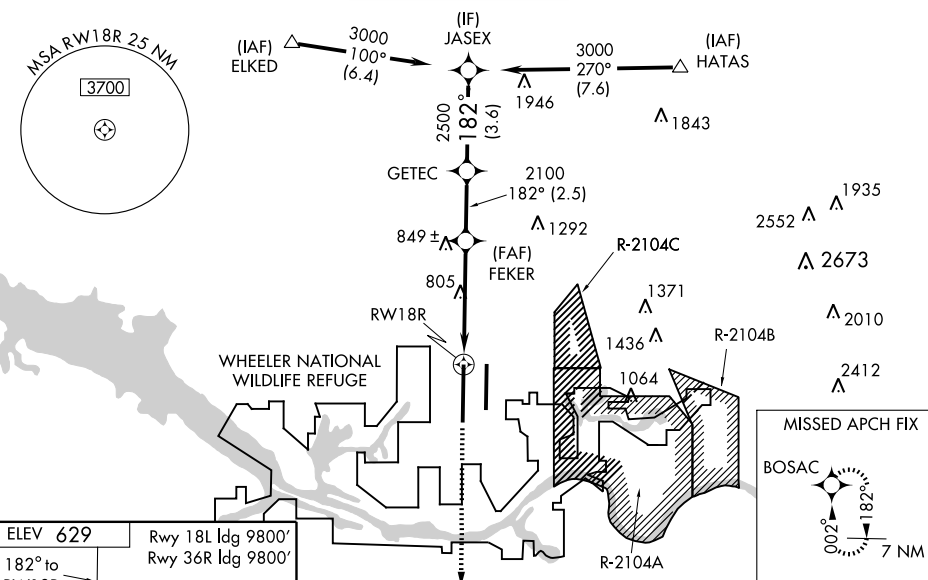 MSA RW18R 25 NM
3700
(IAF)
ELKED
3000
100°
(6.4)
(IF)
JASEX
3000
270°
(7.6)
(IAF)
HATAS
1946
1843
2500
182°
(3.6)
GETEC
2100
182° (2.5)
1935
2552
1292
849 ±
(FAF)
FEKER
R-2104C
2673
805
1371
RW18R
2010
1436
R-2104B
WHEELER NATIONAL
WILDLIFE REFUGE
1064
2412
MISSED APCH FIX
BOSAC
002°
182°
7 NM
R-2104A
ELEV 629
Rwy 18L ldg 9800'
Rwy 36R ldg 9800'
182° to